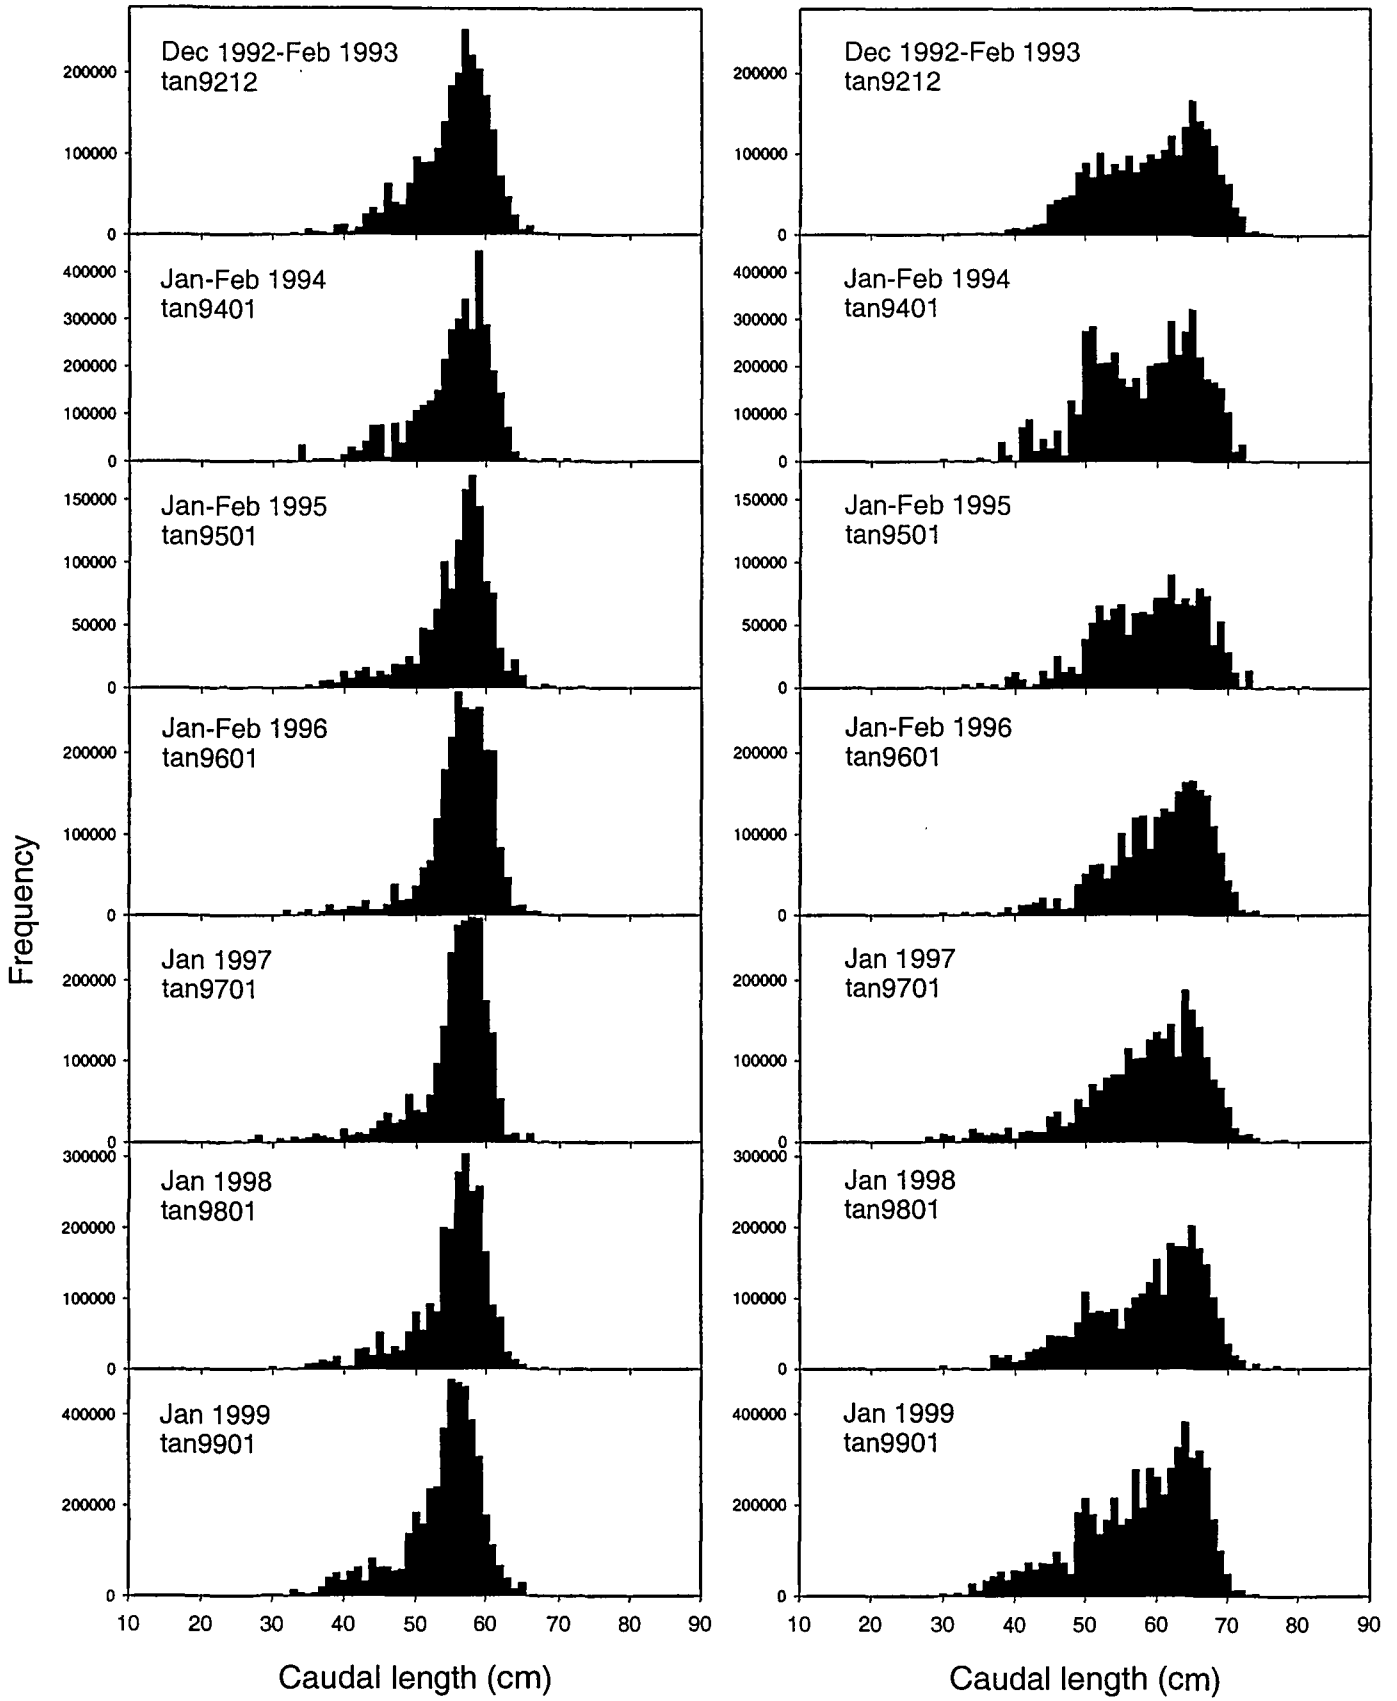 Dec 1992-Feb 1993
tan9212
200000
100000
0
Dec 1992-Feb 1993
tan9212
200000
100000
0
Jan-Feb 1994
tan9401
400000
300000
200000
100000
0
Jan-Feb 1994
tan9401
400000
300000
200000
100000
0
Jan-Feb 1995
tan9501
150000
100000
50000
0
Jan-Feb 1995
tan9501
150000
100000
50000
0
Jan-Feb 1996
tan9601
200000
100000
0
Jan-Feb 1996
tan9601
200000
100000
0
Frequency
Jan 1997
tan9701
200000
100000
0
Jan 1997
tan9701
200000
100000
0
Jan 1998
tan9801
300000
200000
100000
0
Jan 1998
tan9801
300000
200000
100000
0
Jan 1999
tan9901
400000
200000
0
Jan 1999
tan9901
400000
200000
0
10 20 30 40 50 60 70 80 90
10 20 30 40 50 60 70 80 90
Caudal length (cm)
Caudal length (cm)